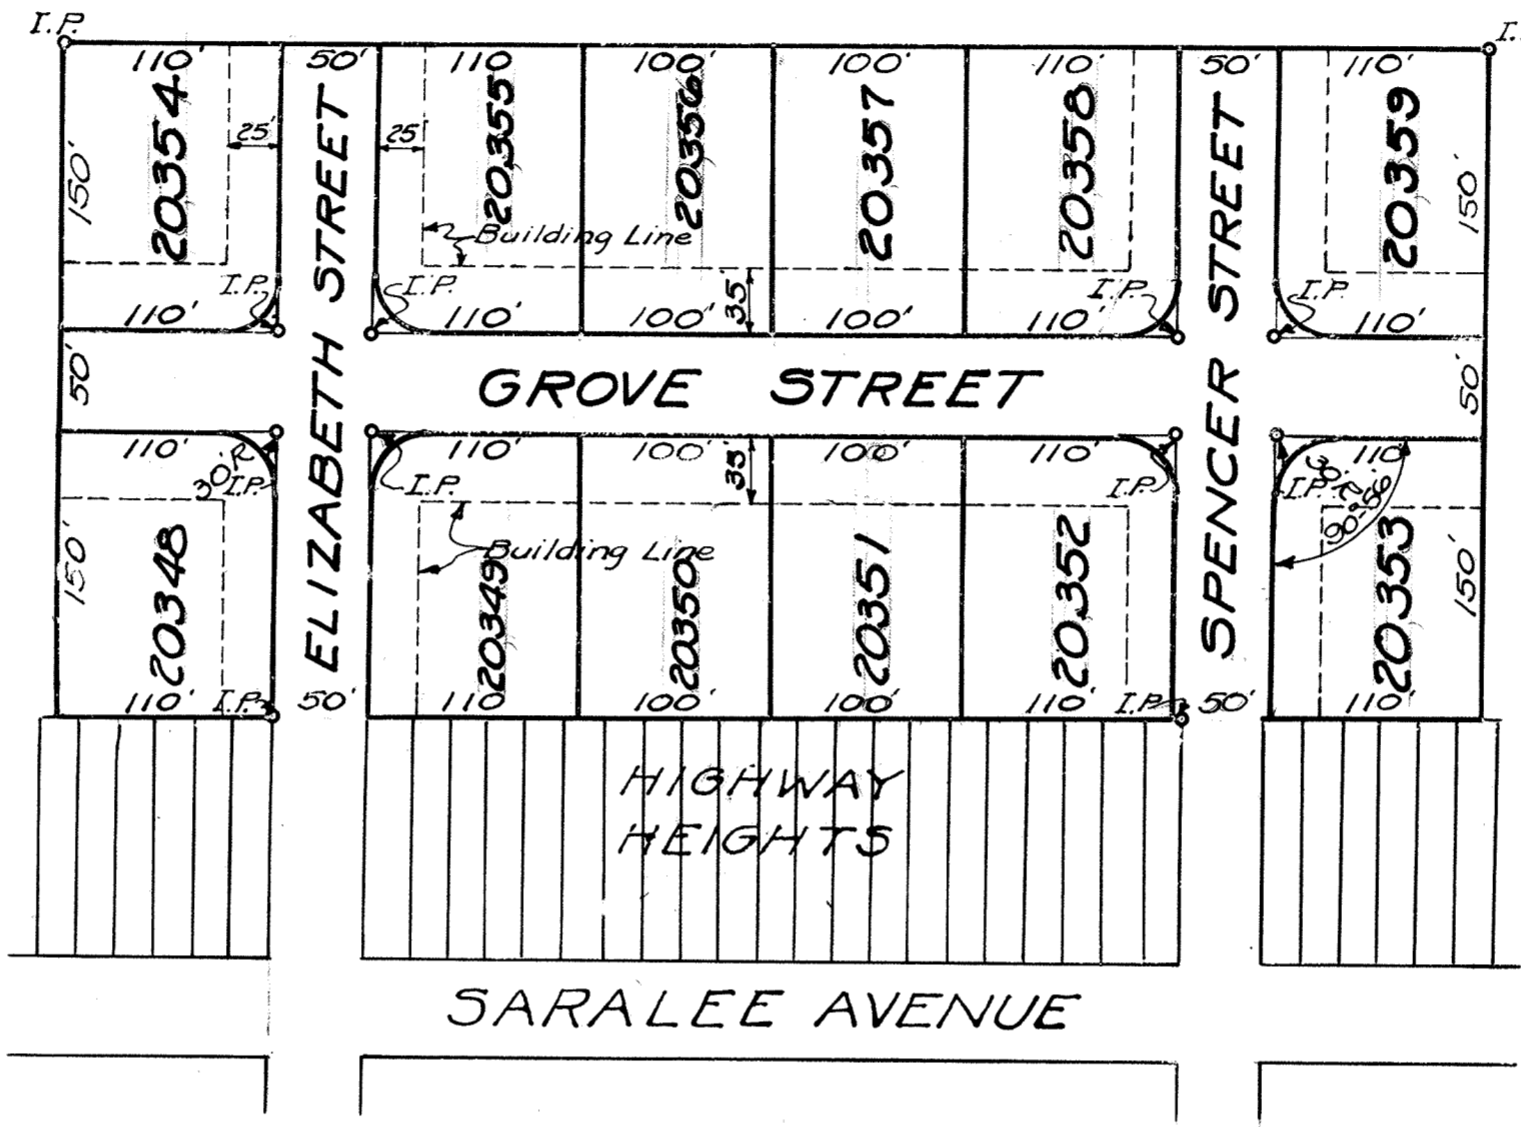 I.P.
I.
110' 50' 110 100' 100' 110' 50' 110'
20354 20355 20356 20357 20358 20359
25' 25'
150' 150'
ELIZABETH STREET
SPENCER STREET
Building Line
I.P. I.P. I.P. I.P.
35'
110' 110' 100' 100' 110' 110'
50' GROVE STREET 50'
110' 110' 100' 100' 110' 110
35'
30' R. 30' R.
I.P. I.P. I.P. I.P.
90-56'
Building Line
150' 150'
20348 20349 20350 20351 20352 20353
110' I.P. 50' 110 100' 100' 110' I.P. 50' 110'
HIGHWAY
HEIGHTS
SARALEE AVENUE